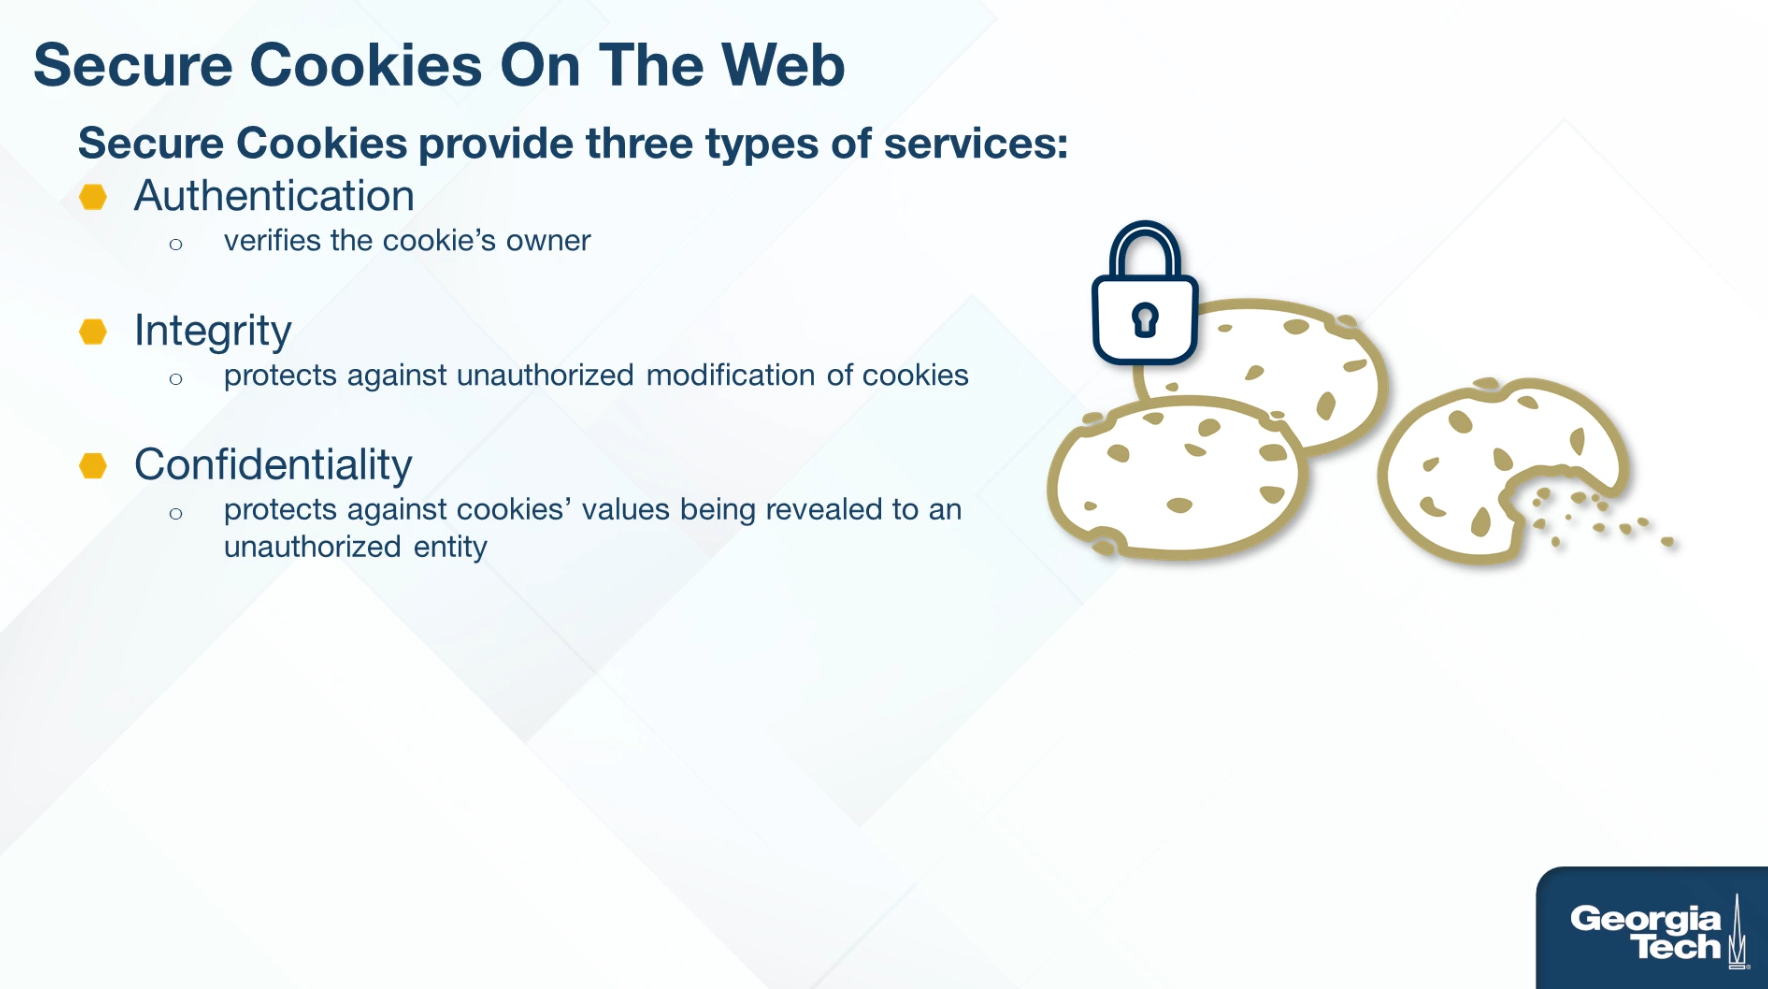 Secure Cookies On The Web
Secure Cookies provide three types of services:
Authentication
verifies the cookie’s owner
Integrity
protects against unauthorized modification of cookies
Confidentiality
protects against cookies’ values being revealed to an
unauthorized entity
Georgia
Tech